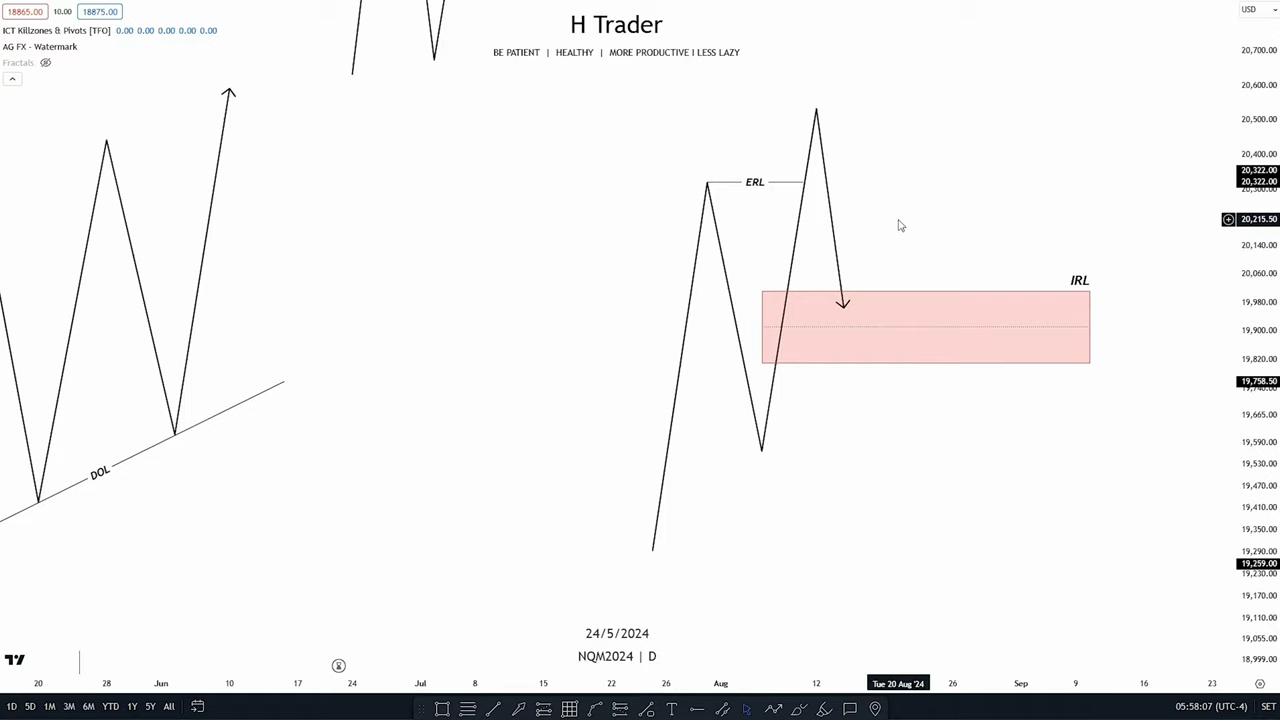 18865.00 10.00 18875.00
ICT Killzones & Pivots [TFO] 0.00 0.00 0.00 0.00 0.00
AG FX - Watermark
Fractals
H Trader
BE PATIENT | HEALTHY | MORE PRODUCTIVE I LESS LAZY
USD
20,700.00
20,600.00
20,500.00
20,400.00
20,322.00
20,322.00
20,300.00
20,215.50
20,140.00
20,060.00
19,980.00
19,900.00
19,820.00
19,758.50
19,740.00
19,665.00
19,590.00
19,530.00
19,470.00
19,410.00
19,350.00
19,290.00
19,259.00
19,230.00
19,170.00
19,110.00
19,055.00
18,999.00
ERL
IRL
DOL
24/5/2024
NQM2024 | D
20 28 Jun 10 24 Jul 8 15 22 26 Aug 12 Tue 20 Aug '24 26 Sep 9 16 23
1D 5D 1M 3M 6M YTD 1Y 5Y All
05:58:07 (UTC-4) SET